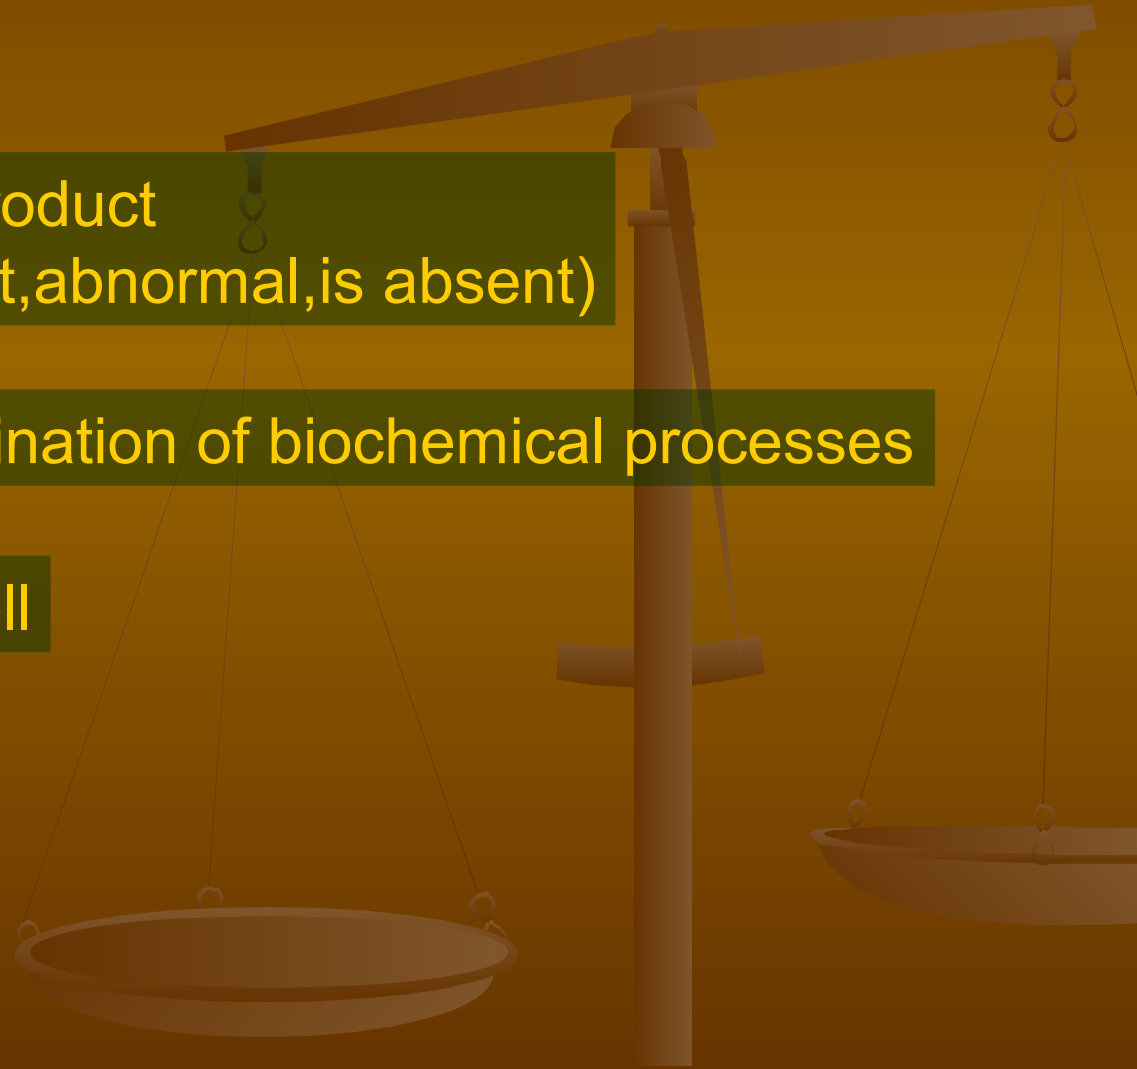 oduct
t,abnormal,is absent)
ination of biochemical processes
ll